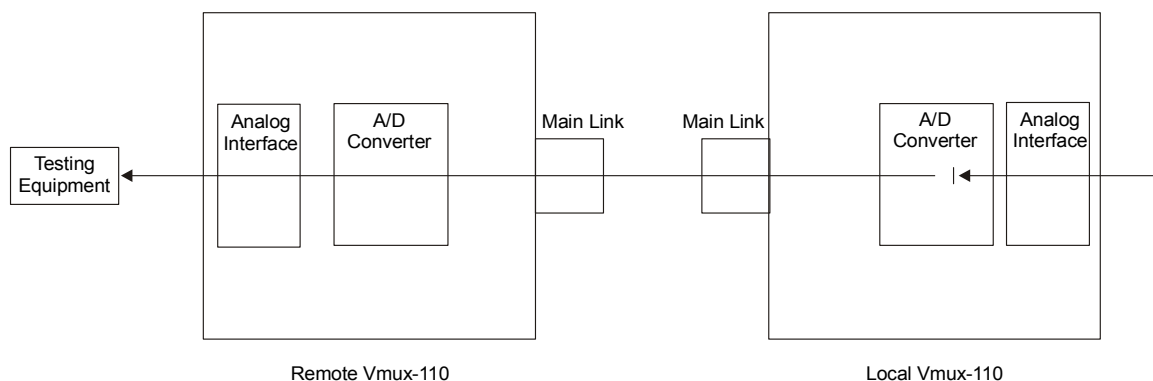 Testing
Equipment
Analog
Interface
A/D
Converter
Main Link
Main Link
A/D
Converter
Analog
Interface
Remote Vmux-110
Local Vmux-110